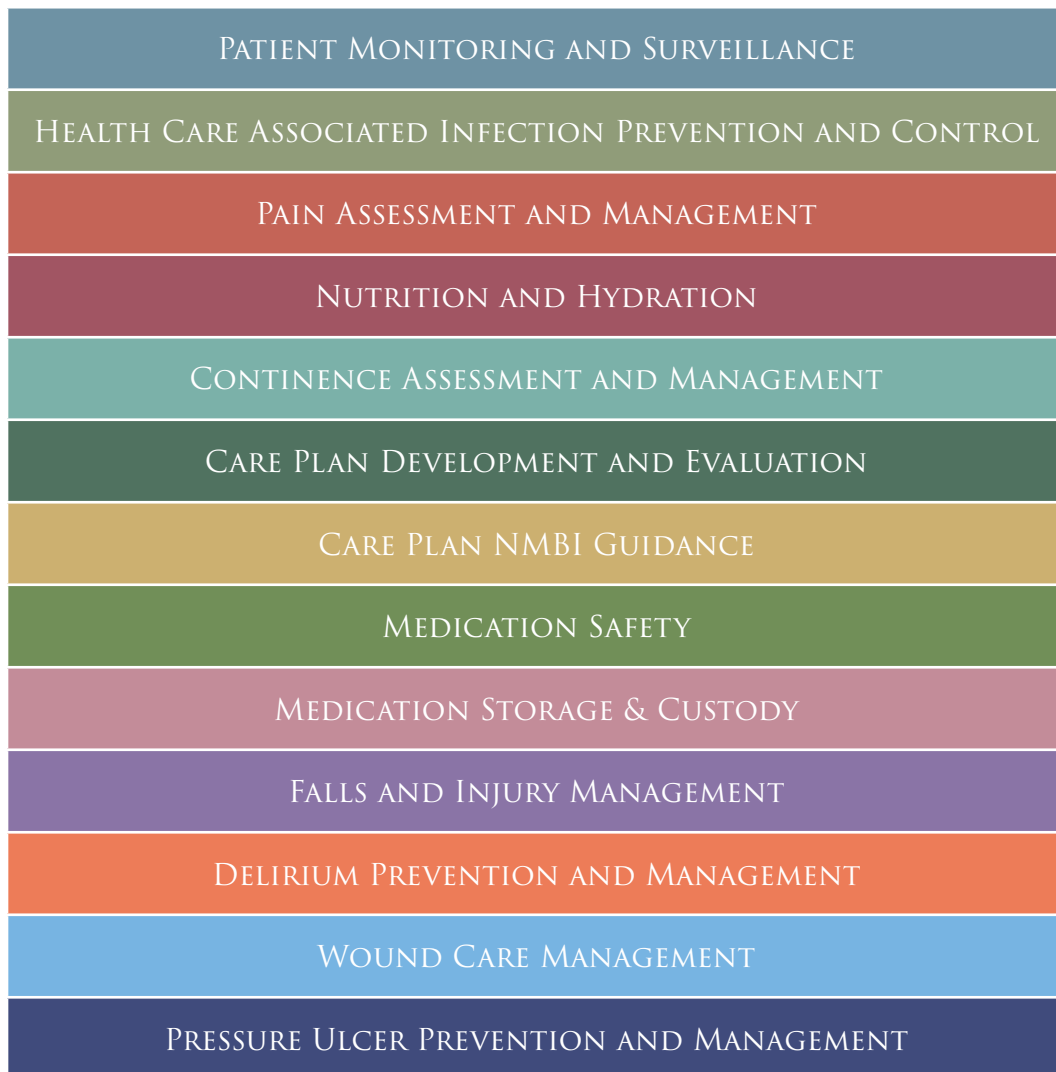 Patient Monitoring and Surveillance
Health Care Associated Infection Prevention and Control
Pain Assessment and Management
Nutrition and Hydration
Continence Assessment and Management
Care Plan Development and Evaluation
Care Plan NMBI Guidance
Medication Safety
Medication Storage & Custody
Falls and Injury Management
Delirium Prevention and Management
Wound Care Management
Pressure Ulcer Prevention and Management